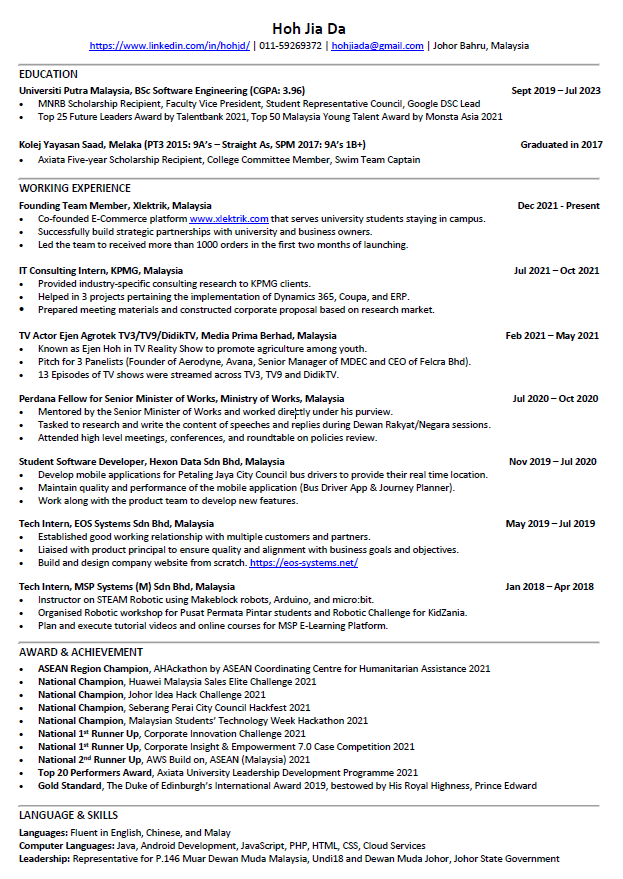 Hoh Jia Da
https://www.linkedin.com/in/hohjd/ | 011-59269372 | hohjiada@gmail.com | Johor Bahru, Malaysia
EDUCATION
Universiti Putra Malaysia, BSc Software Engineering (CGPA: 3.96) Sept 2019 – Jul 2023
• MNRB Scholarship Recipient, Faculty Vice President, Student Representative Council, Google DSC Lead
• Top 25 Future Leaders Award by Talentbank 2021, Top 50 Malaysia Young Talent Award by Monsta Asia 2021
Kolej Yayasan Saad, Melaka (PT3 2015: 9A's – Straight As, SPM 2017: 9A's 1B+) Graduated in 2017
• Axiata Five-year Scholarship Recipient, College Committee Member, Swim Team Captain
WORKING EXPERIENCE
Founding Team Member, Xlektrik, Malaysia Dec 2021 - Present
• Co-founded E-Commerce platform www.xlektrik.com that serves university students staying in campus.
• Successfully build strategic partnerships with university and business owners.
• Led the team to received more than 1000 orders in the first two months of launching.
IT Consulting Intern, KPMG, Malaysia Jul 2021 – Oct 2021
• Provided industry-specific consulting research to KPMG clients.
• Helped in 3 projects pertaining the implementation of Dynamics 365, Coupa, and ERP.
• Prepared meeting materials and constructed corporate proposal based on research market.
TV Actor Ejen Agrotek TV3/TV9/DidikTV, Media Prima Berhad, Malaysia Feb 2021 – May 2021
• Known as Ejen Hoh in TV Reality Show to promote agriculture among youth.
• Pitch for 3 Panelists (Founder of Aerodyne, Avana, Senior Manager of MDEC and CEO of Felcra Bhd).
• 13 Episodes of TV shows were streamed across TV3, TV9 and DidikTV.
Perdana Fellow for Senior Minister of Works, Ministry of Works, Malaysia Jul 2020 – Oct 2020
• Mentored by the Senior Minister of Works and worked directly under his purview.
• Tasked to research and write the content of speeches and replies during Dewan Rakyat/Negara sessions.
• Attended high level meetings, conferences, and roundtable on policies review.
Student Software Developer, Hexon Data Sdn Bhd, Malaysia Nov 2019 – Jul 2020
• Develop mobile applications for Petaling Jaya City Council bus drivers to provide their real time location.
• Maintain quality and performance of the mobile application (Bus Driver App & Journey Planner).
• Work along with the product team to develop new features.
Tech Intern, EOS Systems Sdn Bhd, Malaysia May 2019 – Jul 2019
• Established good working relationship with multiple customers and partners.
• Liaised with product principal to ensure quality and alignment with business goals and objectives.
• Build and design company website from scratch. https://eos-systems.net/
Tech Intern, MSP Systems (M) Sdn Bhd, Malaysia Jan 2018 – Apr 2018
• Instructor on STEAM Robotic using Makeblock robots, Arduino, and micro:bit.
• Organised Robotic workshop for Pusat Permata Pintar students and Robotic Challenge for KidZania.
• Plan and execute tutorial videos and online courses for MSP E-Learning Platform.
AWARD & ACHIEVEMENT
• ASEAN Region Champion, AHAckathon by ASEAN Coordinating Centre for Humanitarian Assistance 2021
• National Champion, Huawei Malaysia Sales Elite Challenge 2021
• National Champion, Johor Idea Hack Challenge 2021
• National Champion, Seberang Perai City Council Hackfest 2021
• National Champion, Malaysian Students' Technology Week Hackathon 2021
• National 1st Runner Up, Corporate Innovation Challenge 2021
• National 1st Runner Up, Corporate Insight & Empowerment 7.0 Case Competition 2021
• National 2nd Runner Up, AWS Build on, ASEAN (Malaysia) 2021
• Top 20 Performers Award, Axiata University Leadership Development Programme 2021
• Gold Standard, The Duke of Edinburgh's International Award 2019, bestowed by His Royal Highness, Prince Edward
LANGUAGE & SKILLS
Languages: Fluent in English, Chinese, and Malay
Computer Languages: Java, Android Development, JavaScript, PHP, HTML, CSS, Cloud Services
Leadership: Representative for P.146 Muar Dewan Muda Malaysia, Undi18 and Dewan Muda Johor, Johor State Government